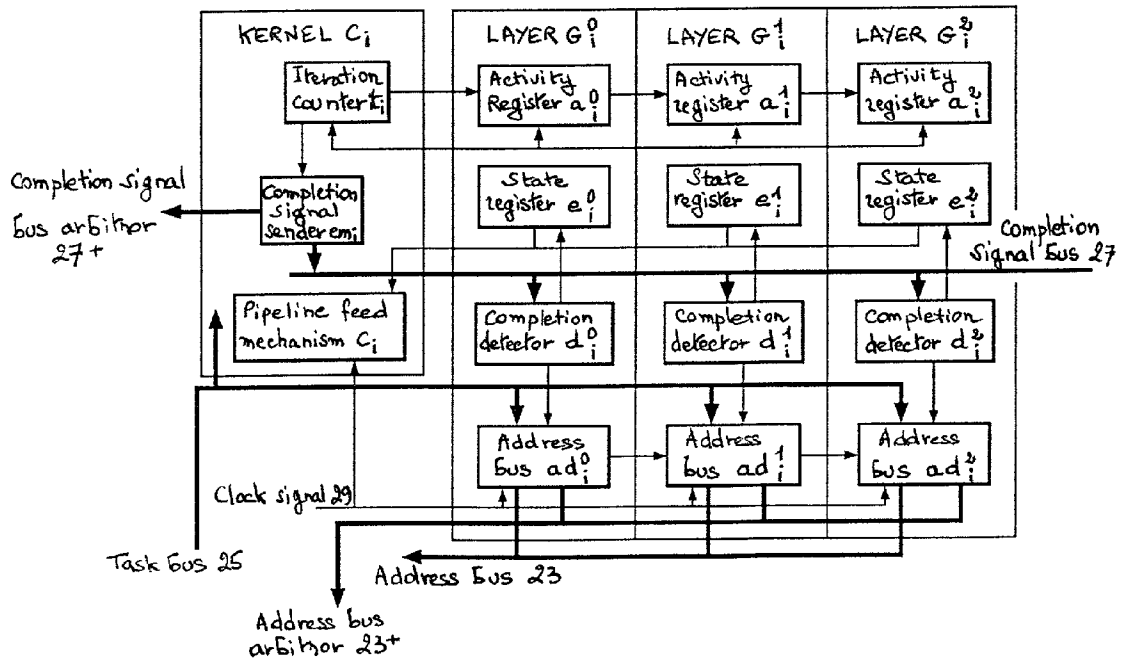 KERNEL Ci
LAYER G⁰i
LAYER G¹i
LAYER G²i
Iteration
counter ti
Activity
Register a⁰i
Activity
register a¹i
Activity
register a²i
Completion signal
bus arbitror
27+
Completion
signal
sender emi
State
register e⁰i
State
register e¹i
State
register e²i
Completion
signal bus 27
Pipeline feed
mechanism Ci
Completion
detector d⁰i
Completion
detector d¹i
Completion
detector d²i
Address
bus ad⁰i
Address
bus ad¹i
Address
bus ad²i
Clock signal 29
Task bus 25
Address bus 23
Address bus
arbitror 23+